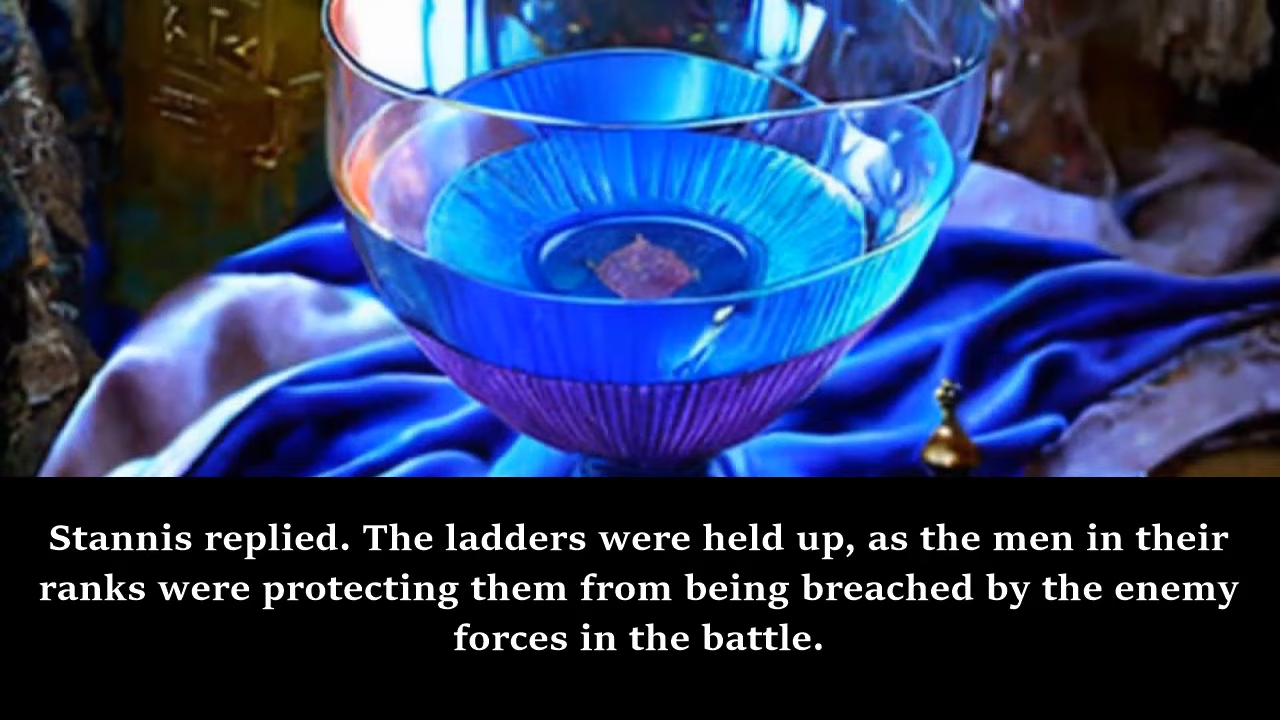 Stannis replied. The ladders were held up, as the men in their
ranks were protecting them from being breached by the enemy
forces in the battle.